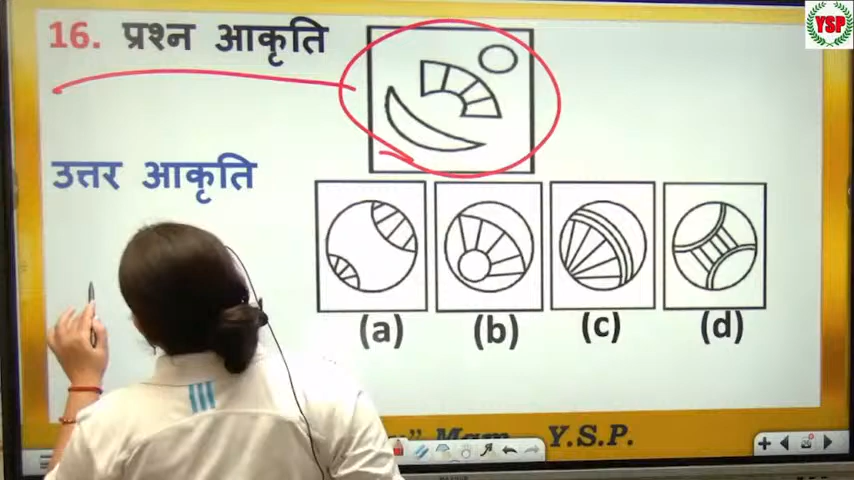 YSP
16. प्रश्न आकृति
उत्तर आकृति
(a) (b) (c) (d)
Mam Y.S.P.